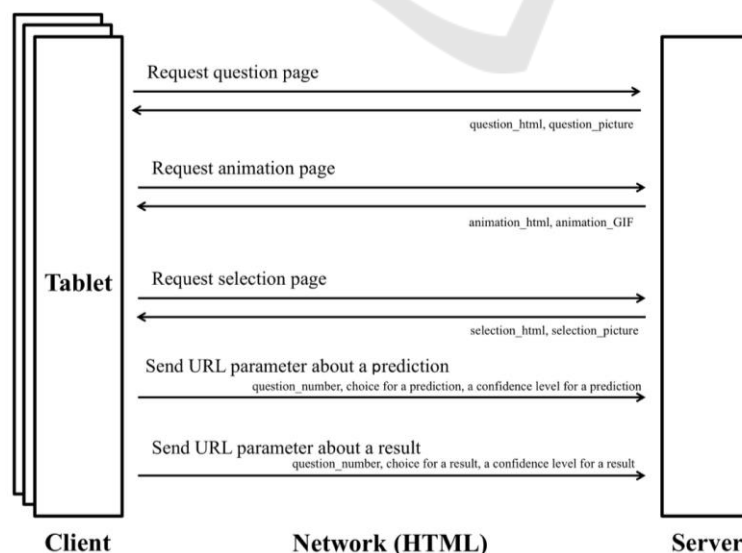 Request question page
question_html, question_picture
Request animation page
animation_html, animation_GIF
Tablet
Request selection page
selection_html, selection_picture
Send URL parameter about a prediction
question_number, choice for a prediction, a confidence level for a prediction
Send URL parameter about a result
question_number, choice for a result, a confidence level for a result
Client
Network (HTML)
Server